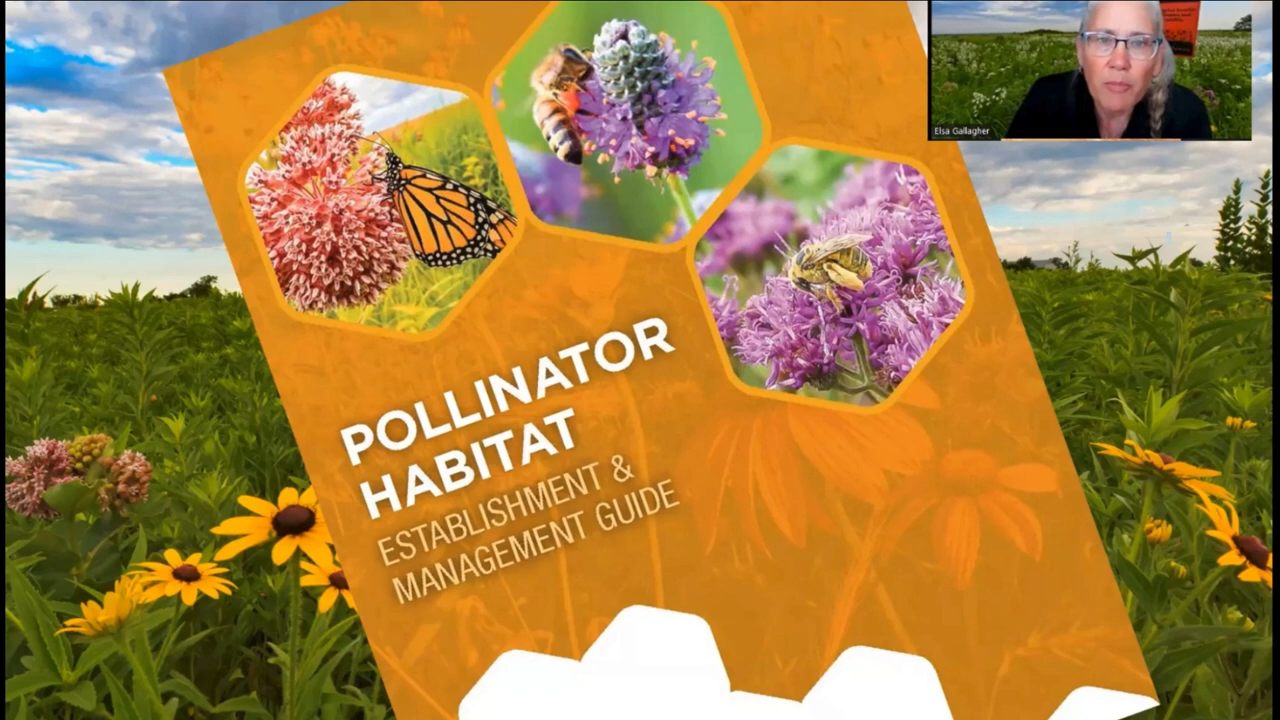 Elsa Gallagher
POLLINATOR
HABITAT
ESTABLISHMENT &
MANAGEMENT GUIDE